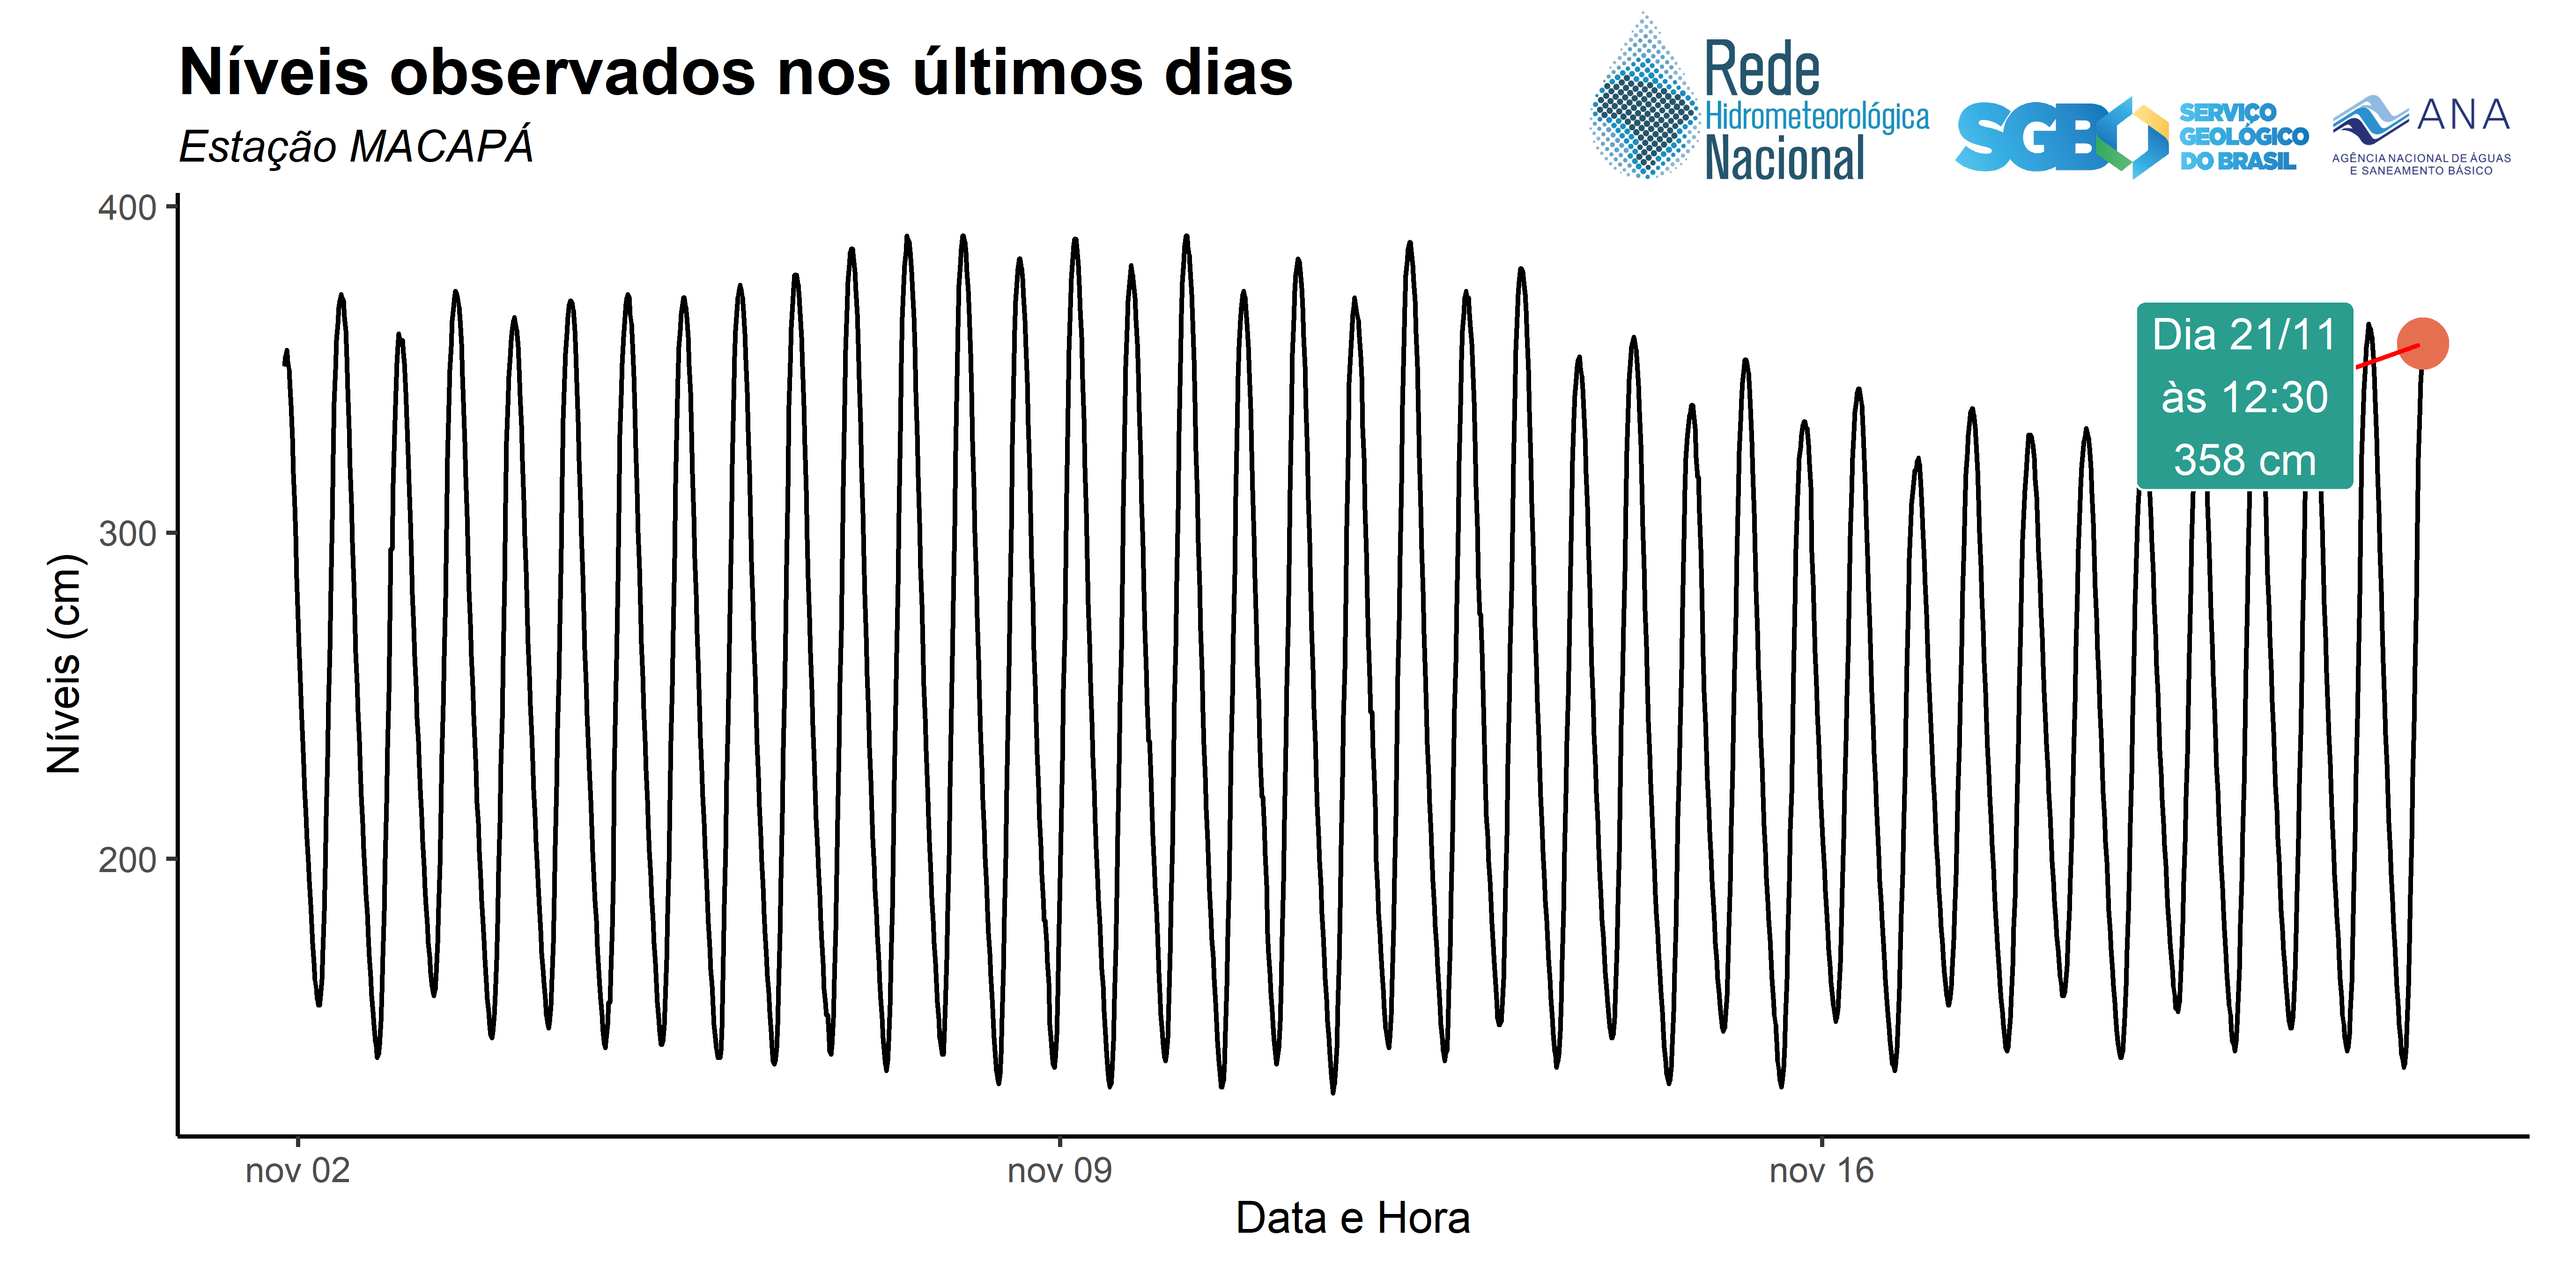 Níveis observados nos últimos dias
Estação MACAPÁ
Rede
Hidrometeorológica
Nacional
SGB
SERVIÇO
GEOLÓGICO
DO BRASIL
ANA
AGÊNCIA NACIONAL DE ÁGUAS
E SANEAMENTO BÁSICO
400
300
200
Níveis (cm)
Dia 21/11
às 12:30
358 cm
nov 02
nov 09
nov 16
Data e Hora